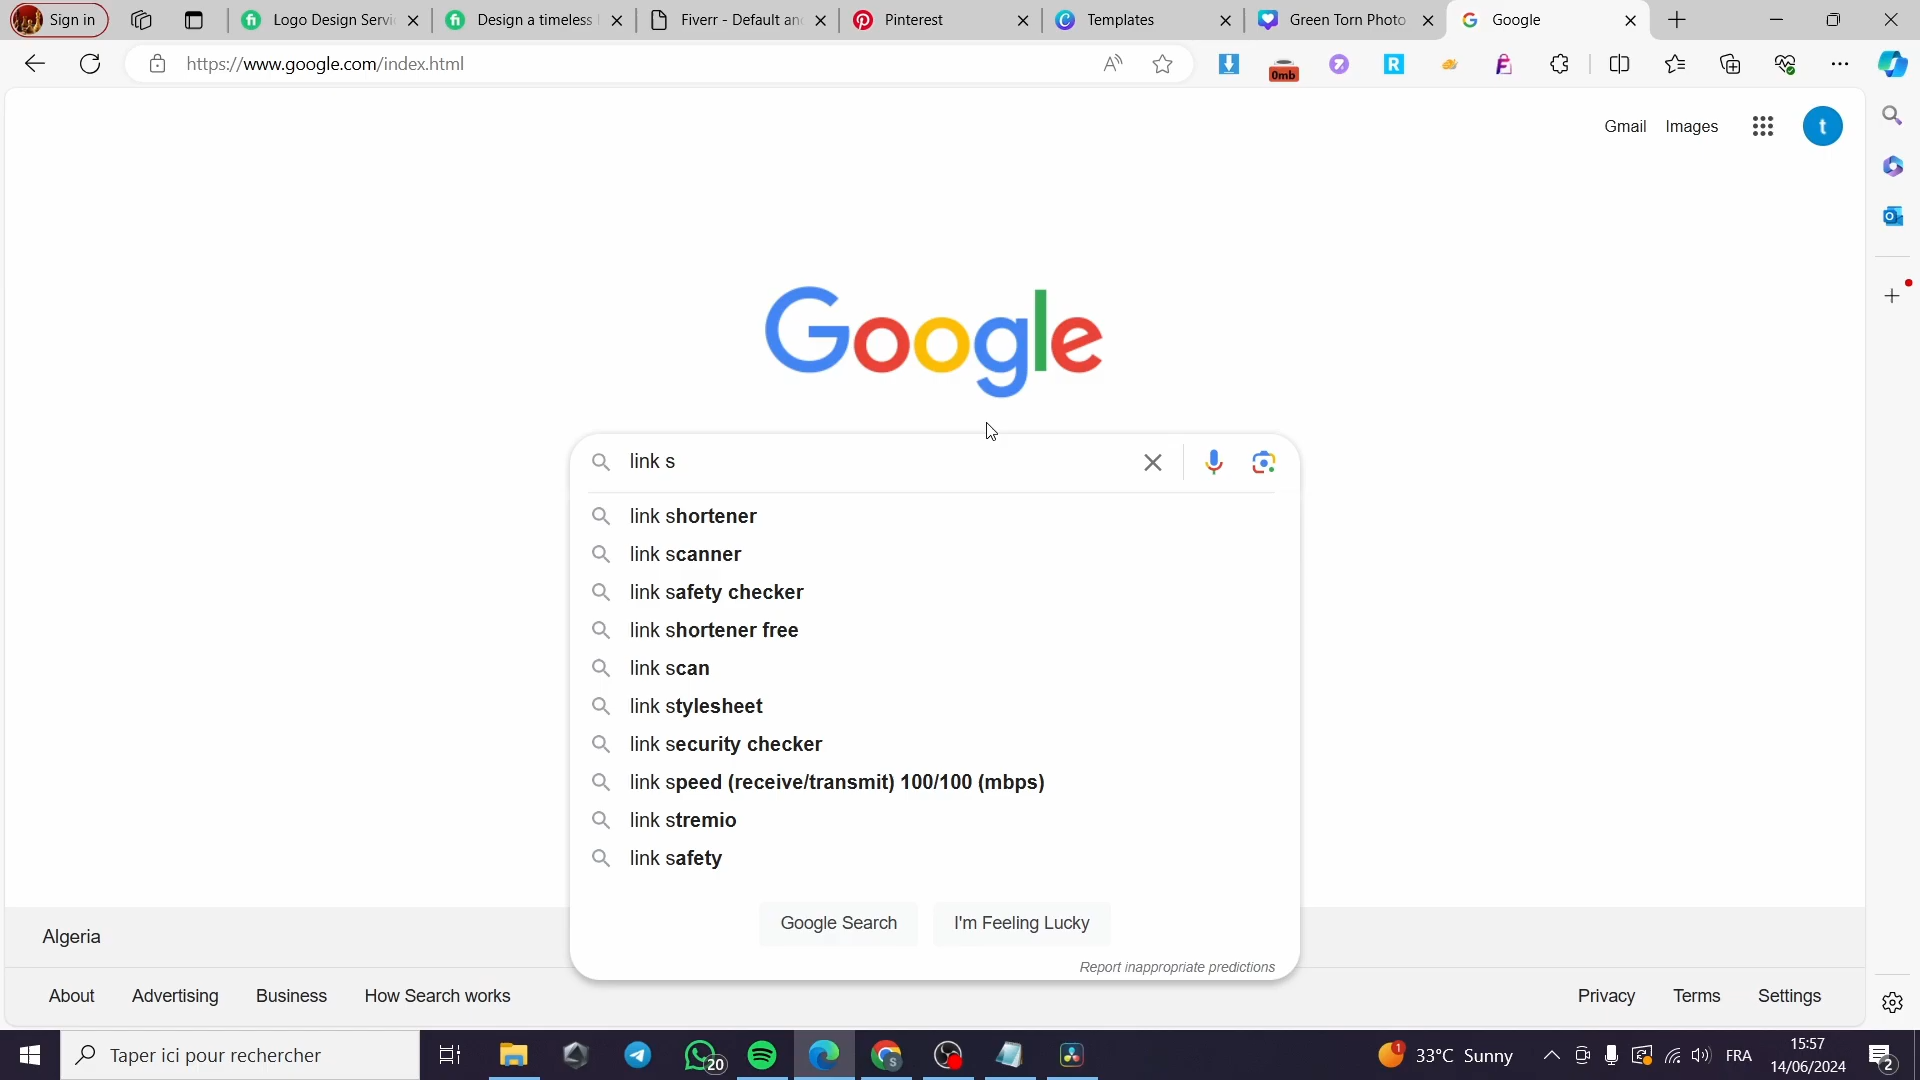 Sign in
Logo Design Servi
Design a timeless
Fiverr - Default an
Pinterest
Templates
Green Torn Photo
Google
https://www.google.com/index.html
0mb
Gmail
Images
t
Google
link s
link shortener
link scanner
link safety checker
link shortener free
link scan
link stylesheet
link security checker
link speed (receive/transmit) 100/100 (mbps)
link stremio
link safety
Google Search
I'm Feeling Lucky
Report inappropriate predictions
Algeria
About
Advertising
Business
How Search works
Privacy
Terms
Settings
Taper ici pour rechercher
20
1
33°C Sunny
FRA
15:57
14/06/2024
2